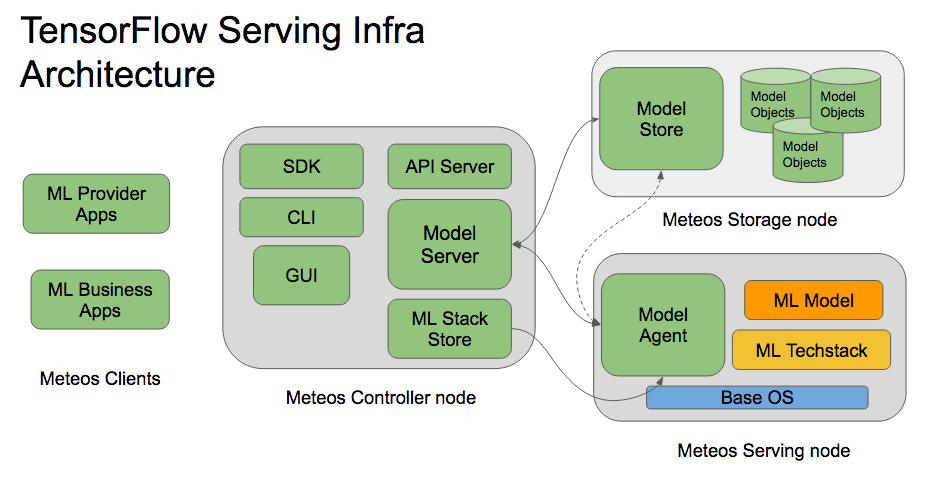 TensorFlow Serving Infra
Architecture
ML Provider
Apps
ML Business
Apps
Meteos Clients
SDK
CLI
GUI
API Server
Model
Server
ML Stack
Store
Meteos Controller node
Model
Store
Model
Objects
Model
Objects
Model
Objects
Meteos Storage node
Model
Agent
ML Model
ML Techstack
Base OS
Meteos Serving node